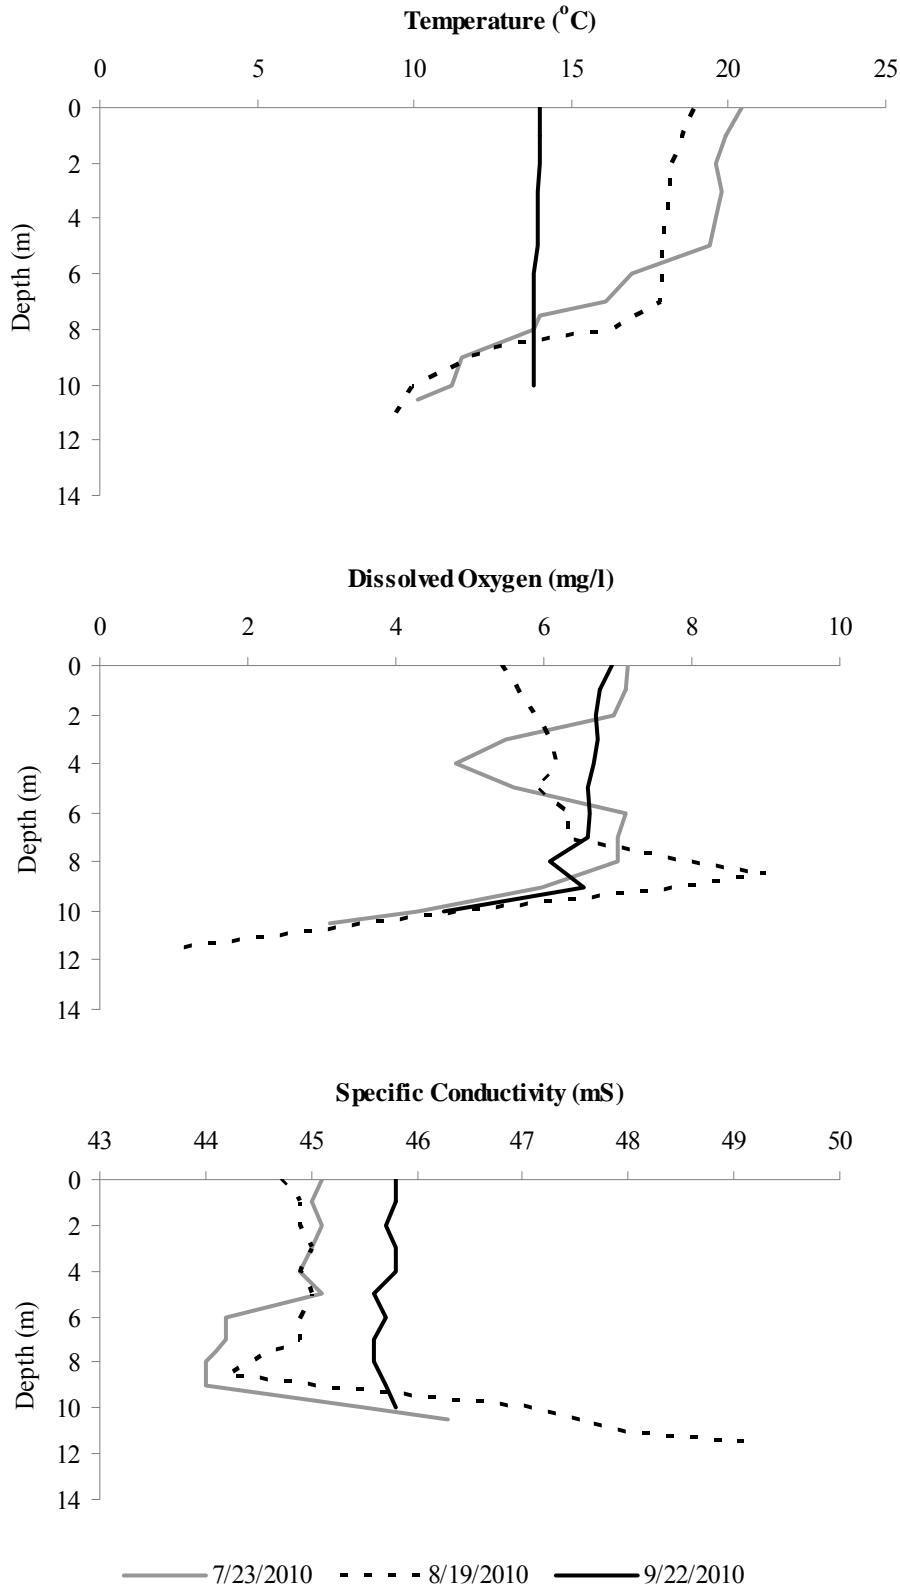 Temperature (°C)
0 5 10 15 20 25
0
2
4
6
8
10
12
14
Depth (m)
Dissolved Oxygen (mg/l)
0 2 4 6 8 10
0
2
4
6
8
10
12
14
Depth (m)
Specific Conductivity (mS)
43 44 45 46 47 48 49 50
0
2
4
6
8
10
12
14
Depth (m)
7/23/2010 8/19/2010 9/22/2010